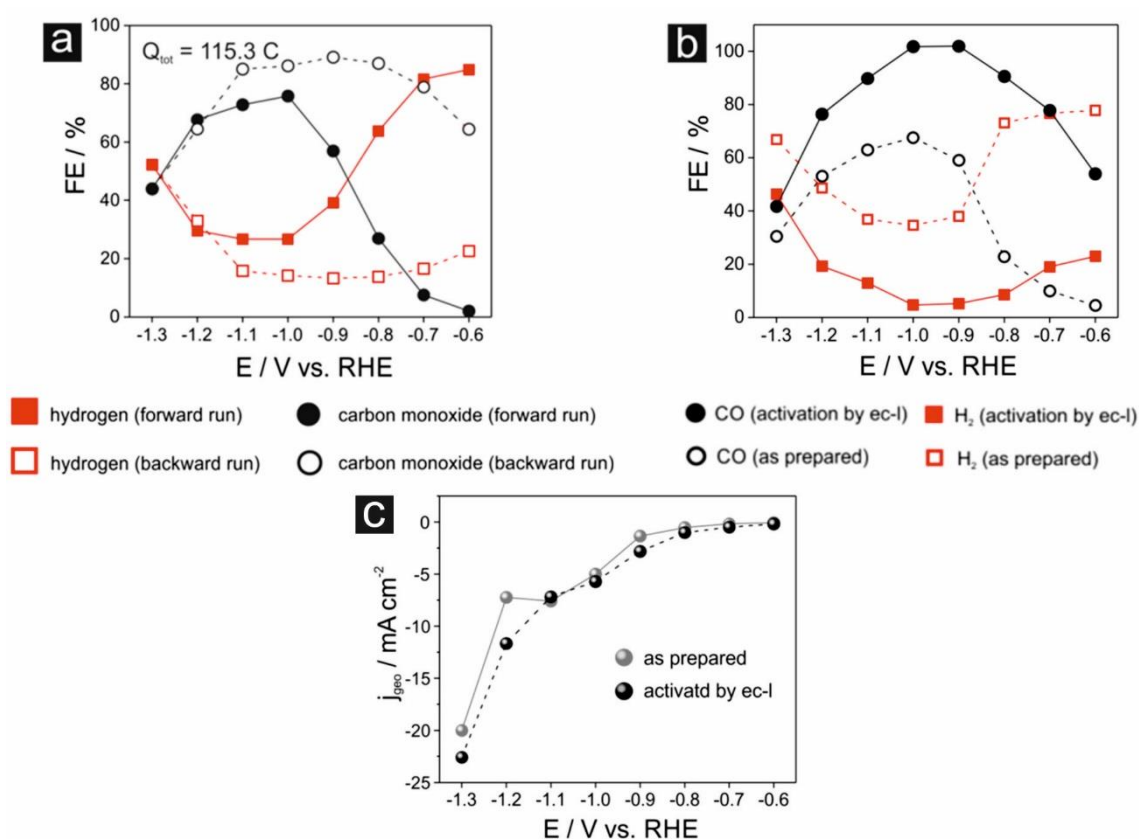 a
Q_tot = 115.3 C
100
80
60
40
20
0
FE / %
-1.3 -1.2 -1.1 -1.0 -0.9 -0.8 -0.7 -0.6
E / V vs. RHE
b
100
80
60
40
20
0
FE / %
-1.3 -1.2 -1.1 -1.0 -0.9 -0.8 -0.7 -0.6
E / V vs. RHE
hydrogen (forward run)
carbon monoxide (forward run)
hydrogen (backward run)
carbon monoxide (backward run)
CO (activation by ec-l)
H₂ (activation by ec-l)
CO (as prepared)
H₂ (as prepared)
c
0
-5
-10
-15
-20
-25
j_geo / mA cm⁻²
as prepared
activatd by ec-l
-1.3 -1.2 -1.1 -1.0 -0.9 -0.8 -0.7 -0.6
E / V vs. RHE